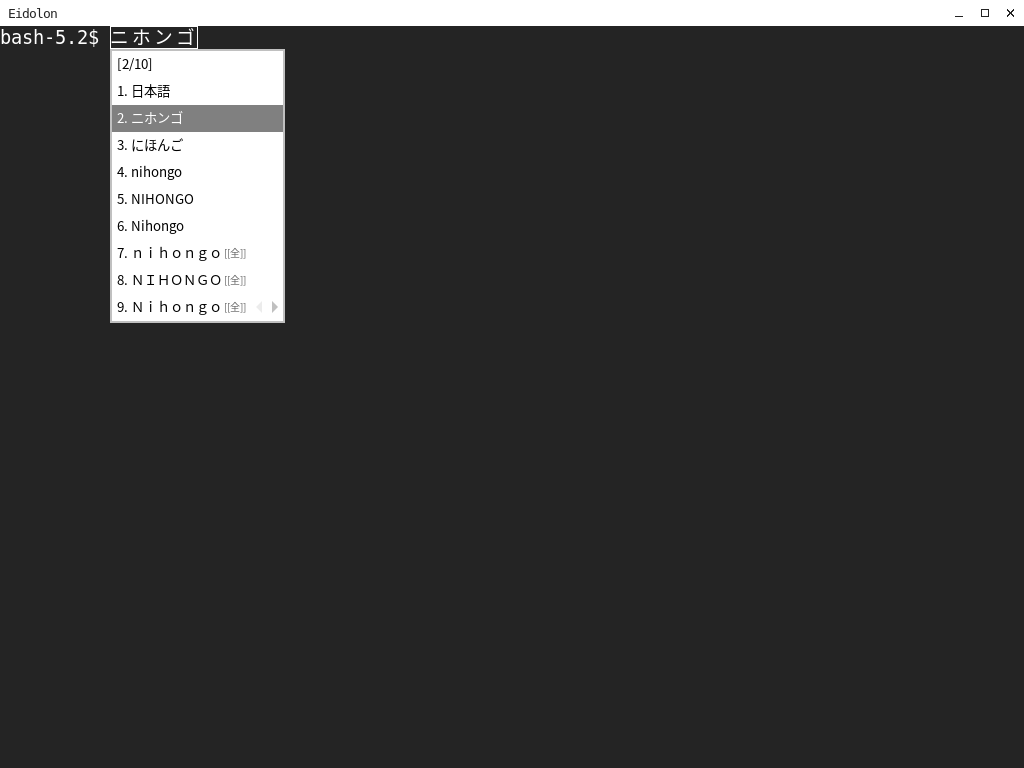 Eidolon
bash-5.2$ ニホンゴ
[2/10]
1. 日本語
2. ニホンゴ
3. にほんご
4. nihongo
5. NIHONGO
6. Nihongo
7. ｎｉｈｏｎｇｏ [[全]]
8. ＮＩＨＯＮＧＯ [[全]]
9. Ｎｉｈｏｎｇｏ [[全]]